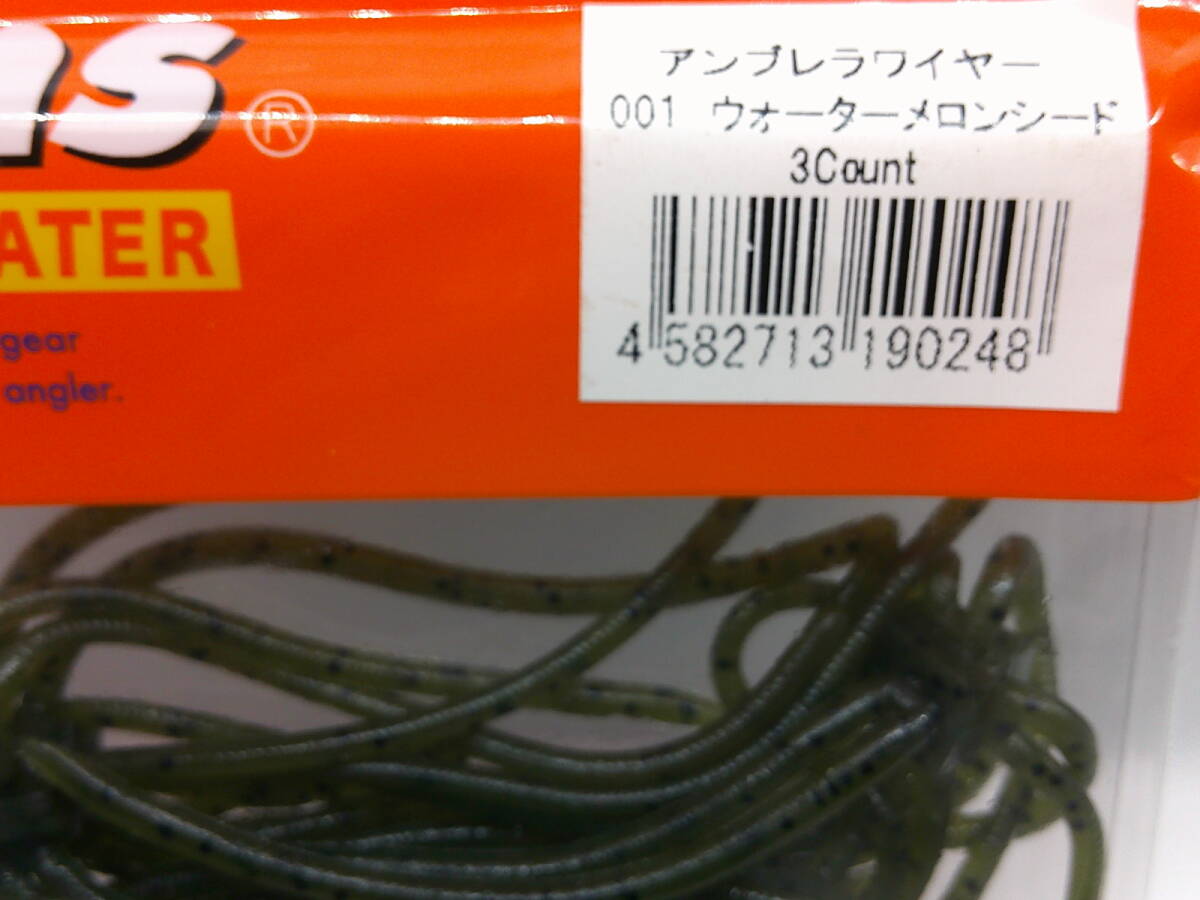 ns®
ATER
gear
angler.
アンブレラワイヤー
001 ウォーターメロンシード
3Count
4 582713 190248